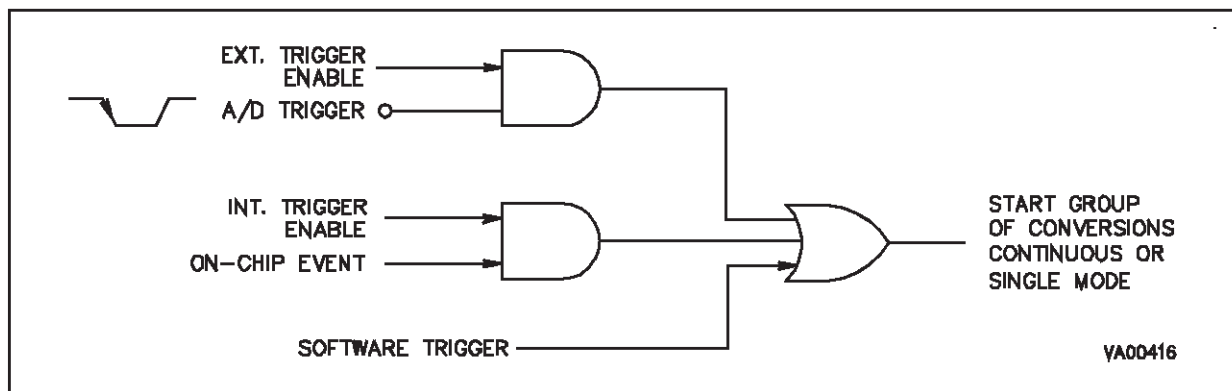 EXT. TRIGGER
ENABLE
A/D TRIGGER
INT. TRIGGER
ENABLE
ON-CHIP EVENT
SOFTWARE TRIGGER
START GROUP
OF CONVERSIONS
CONTINUOUS OR
SINGLE MODE
VA00416